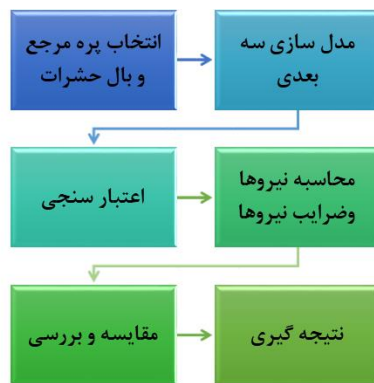 انتخاب پره مرجع
و بال حشرات
مدل سازی سه
بعدی
اعتبار سنجی
محاسبه نیروها
وضرایب نیروها
مقایسه و بررسی
نتیجه گیری